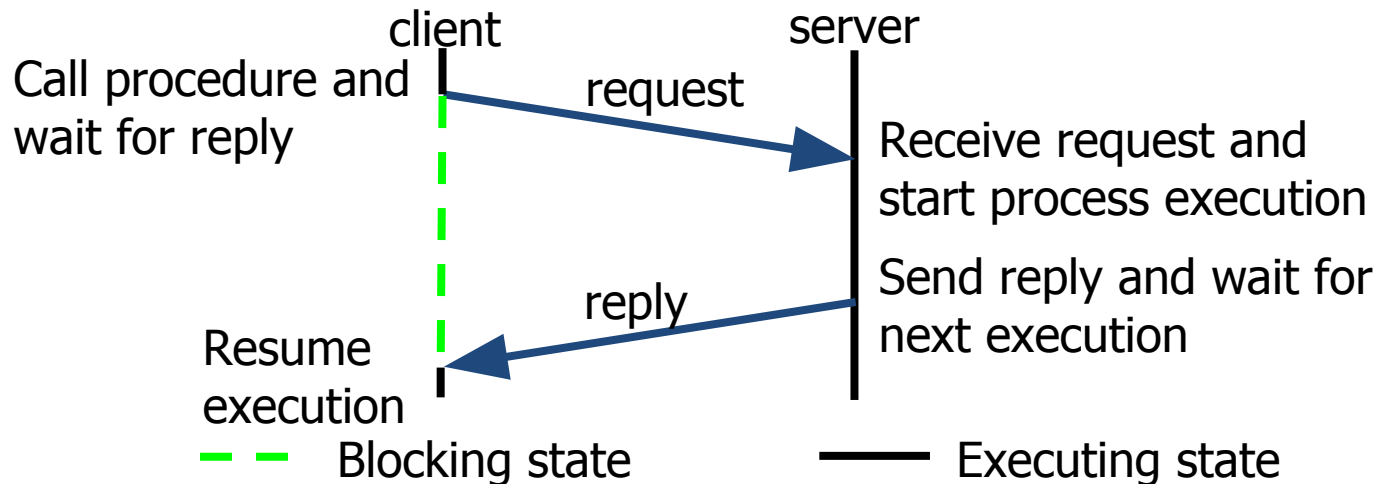 client
server
Call procedure and
wait for reply
request
Receive request and
start process execution
Send reply and wait for
next execution
reply
Resume
execution
Blocking state
Executing state